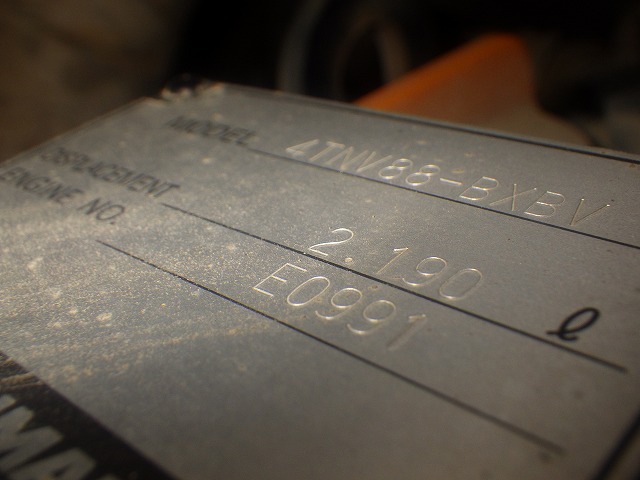 MODEL 4TNV88-BXBV
DISPLACEMENT 2.190 ℓ
ENGINE NO. E0991